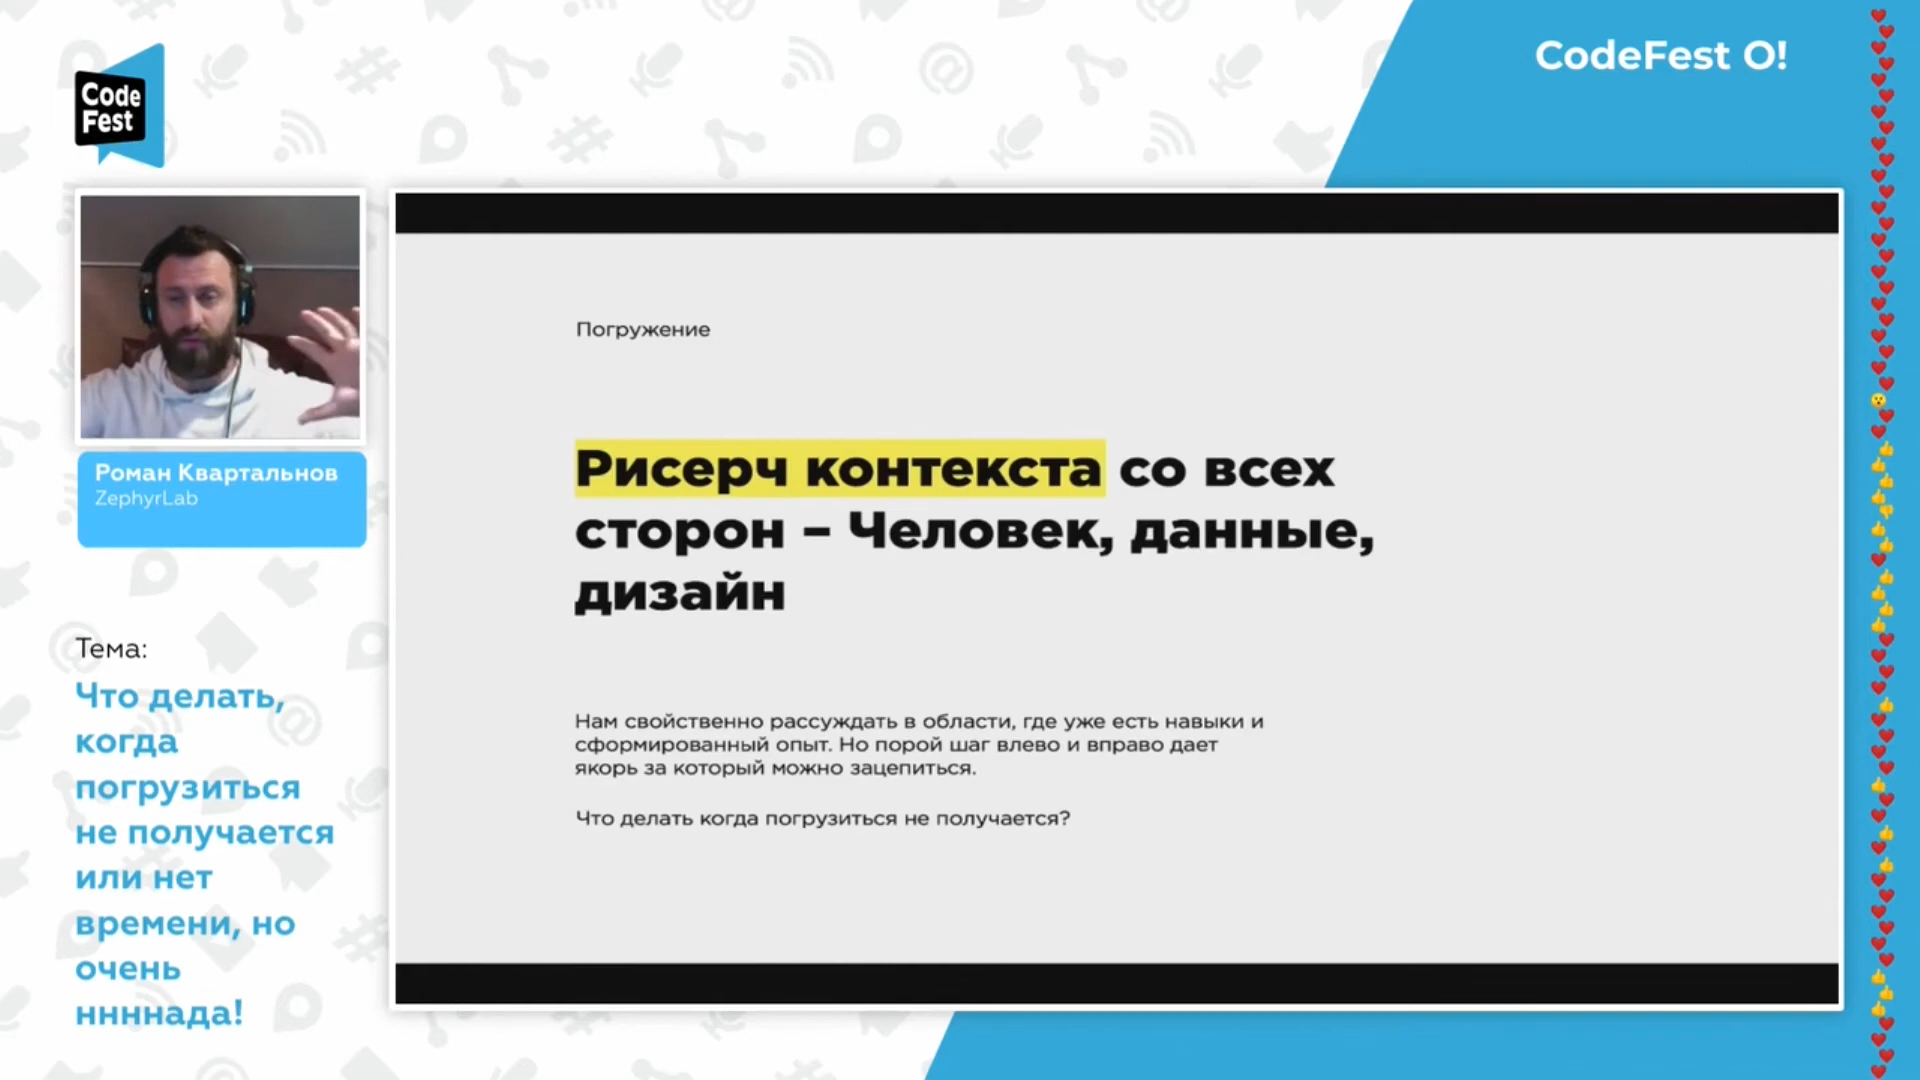 Code
Fest
CodeFest О!
Роман Квартальнов
ZephyrLab
Тема:
Что делать,
когда
погрузиться
не получается
или нет
времени, но
очень
ннннада!
Погружение
Рисерч контекста со всех
сторон – Человек, данные,
дизайн
Нам свойственно рассуждать в области, где уже есть навыки и
сформированный опыт. Но порой шаг влево и вправо дает
якорь за который можно зацепиться.
Что делать когда погрузиться не получается?